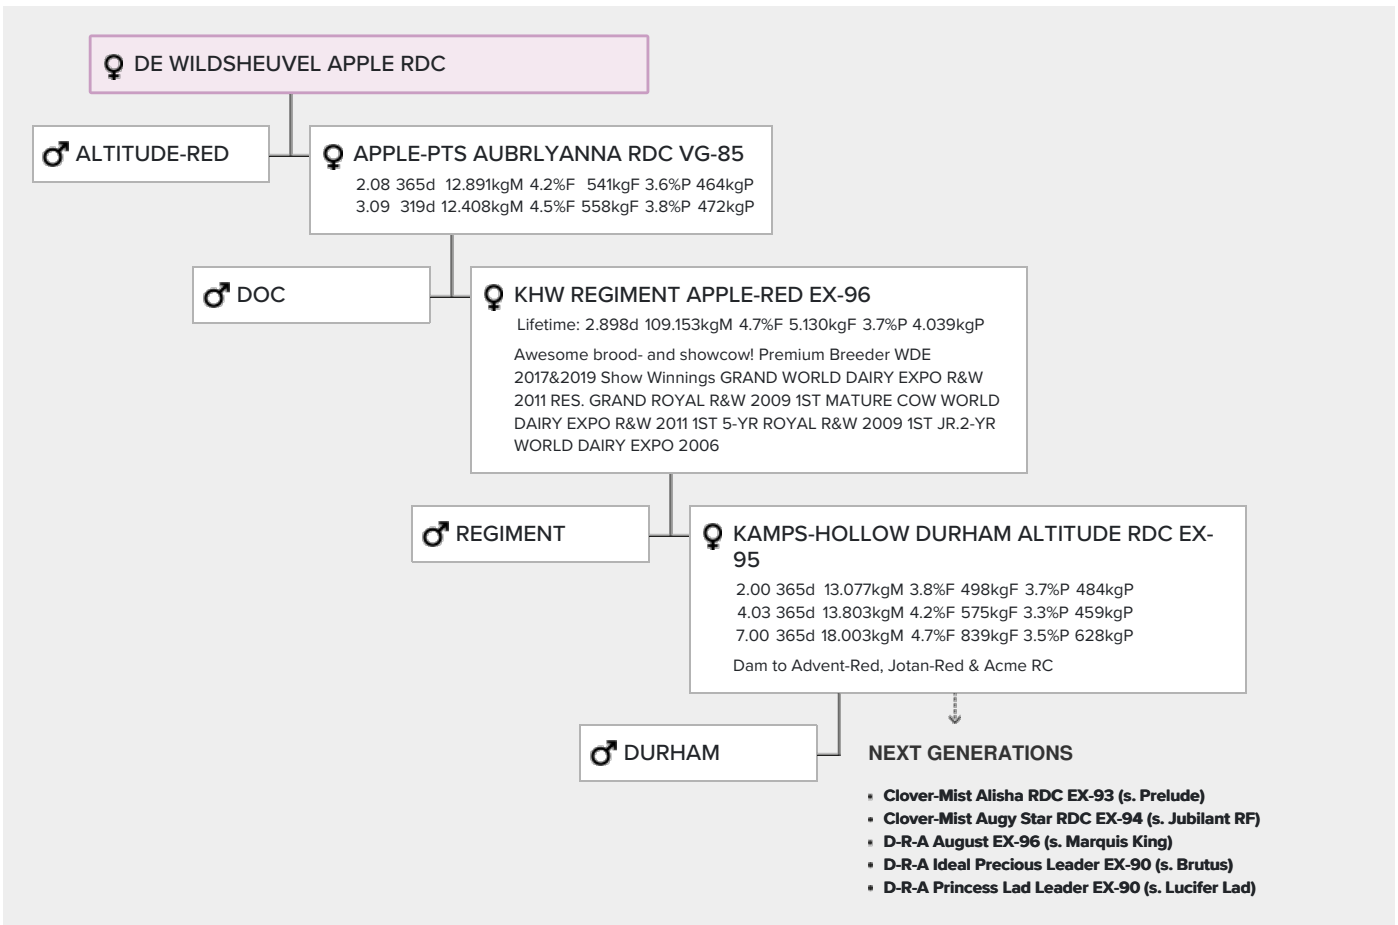 DE WILDSHEUVEL APPLE RDC
ALTITUDE-RED
APPLE-PTS AUBRLYANNA RDC VG-85
2.08 365d 12.891kgM 4.2%F 541kgF 3.6%P 464kgP
3.09 319d 12.408kgM 4.5%F 558kgF 3.8%P 472kgP
DOC
KHW REGIMENT APPLE-RED EX-96
Lifetime: 2.898d 109.153kgM 4.7%F 5.130kgF 3.7%P 4.039kgP
Awesome brood- and showcow! Premium Breeder WDE
2017&2019 Show Winnings GRAND WORLD DAIRY EXPO R&W
2011 RES. GRAND ROYAL R&W 2009 1ST MATURE COW WORLD
DAIRY EXPO R&W 2011 1ST 5-YR ROYAL R&W 2009 1ST JR.2-YR
WORLD DAIRY EXPO 2006
REGIMENT
KAMPS-HOLLOW DURHAM ALTITUDE RDC EX-
95
2.00 365d 13.077kgM 3.8%F 498kgF 3.7%P 484kgP
4.03 365d 13.803kgM 4.2%F 575kgF 3.3%P 459kgP
7.00 365d 18.003kgM 4.7%F 839kgF 3.5%P 628kgP
Dam to Advent-Red, Jotan-Red & Acme RC
DURHAM
NEXT GENERATIONS
• Clover-Mist Alisha RDC EX-93 (s. Prelude)
• Clover-Mist Augy Star RDC EX-94 (s. Jubilant RF)
• D-R-A August EX-96 (s. Marquis King)
• D-R-A Ideal Precious Leader EX-90 (s. Brutus)
• D-R-A Princess Lad Leader EX-90 (s. Lucifer Lad)